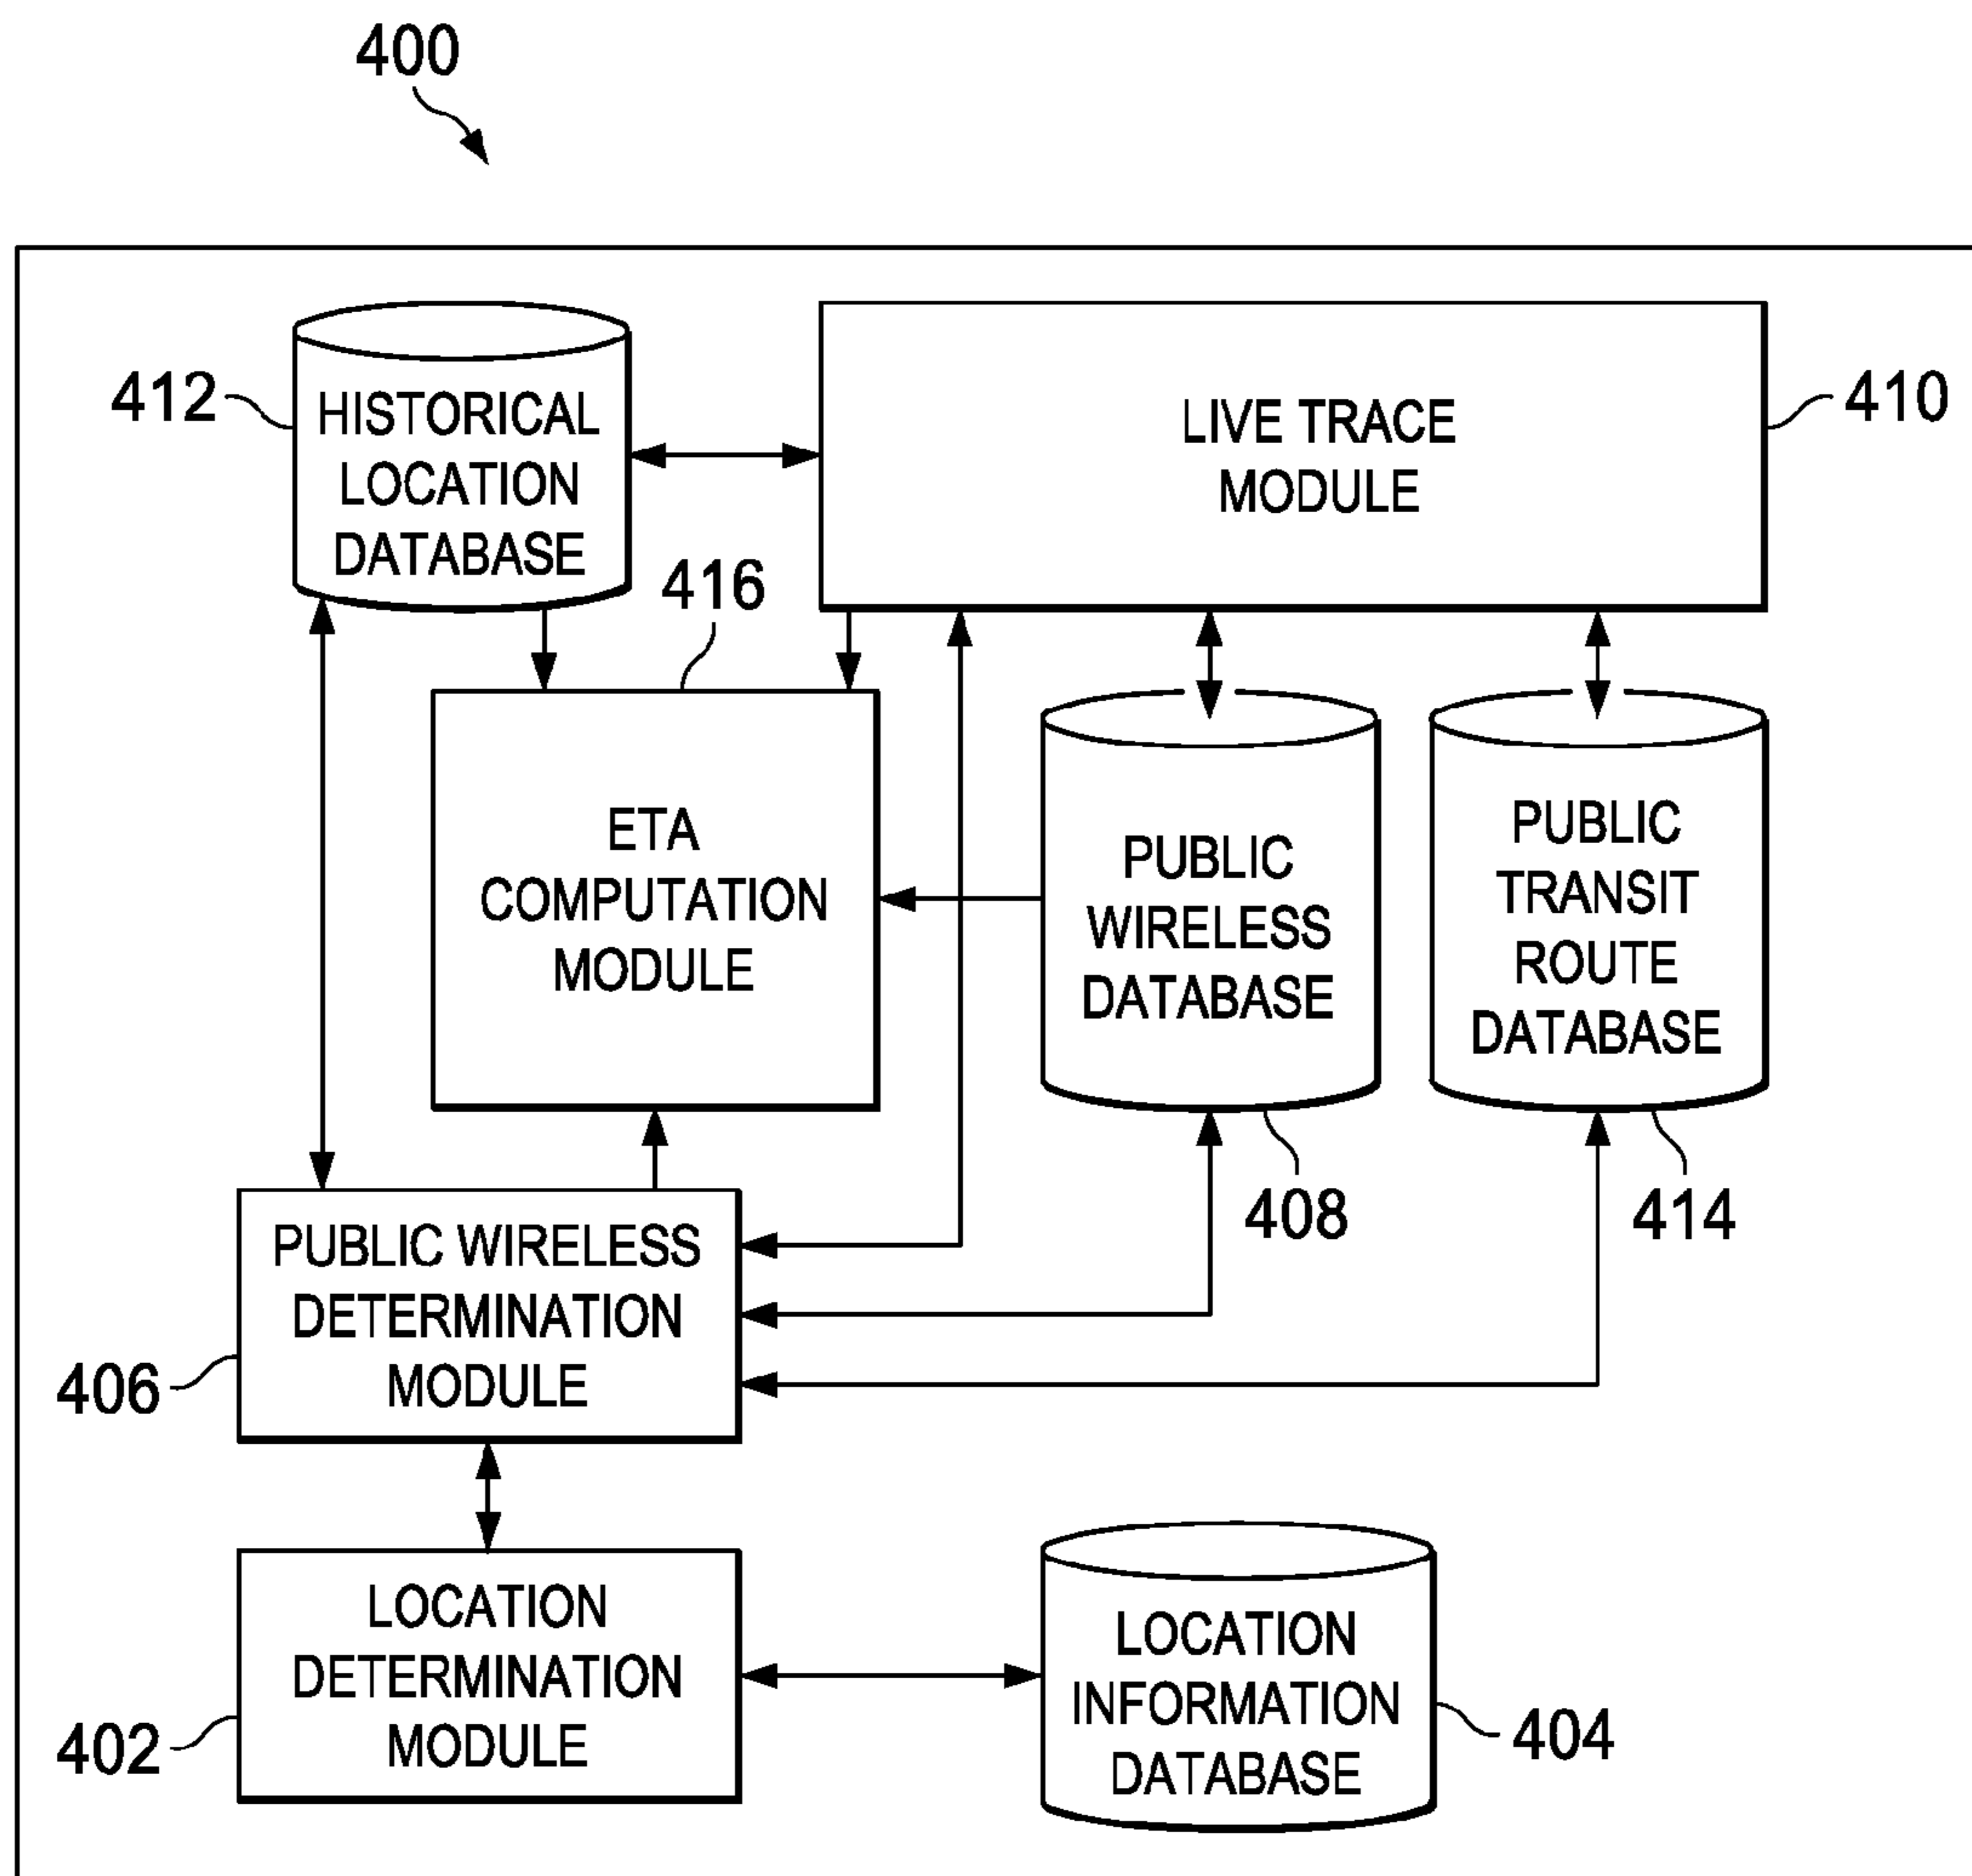 400
412
HISTORICAL
LOCATION
DATABASE
LIVE TRACE
MODULE
410
416
ETA
COMPUTATION
MODULE
PUBLIC
WIRELESS
DATABASE
PUBLIC
TRANSIT
ROUTE
DATABASE
408
414
PUBLIC WIRELESS
DETERMINATION
MODULE
406
LOCATION
DETERMINATION
MODULE
402
LOCATION
INFORMATION
DATABASE
404